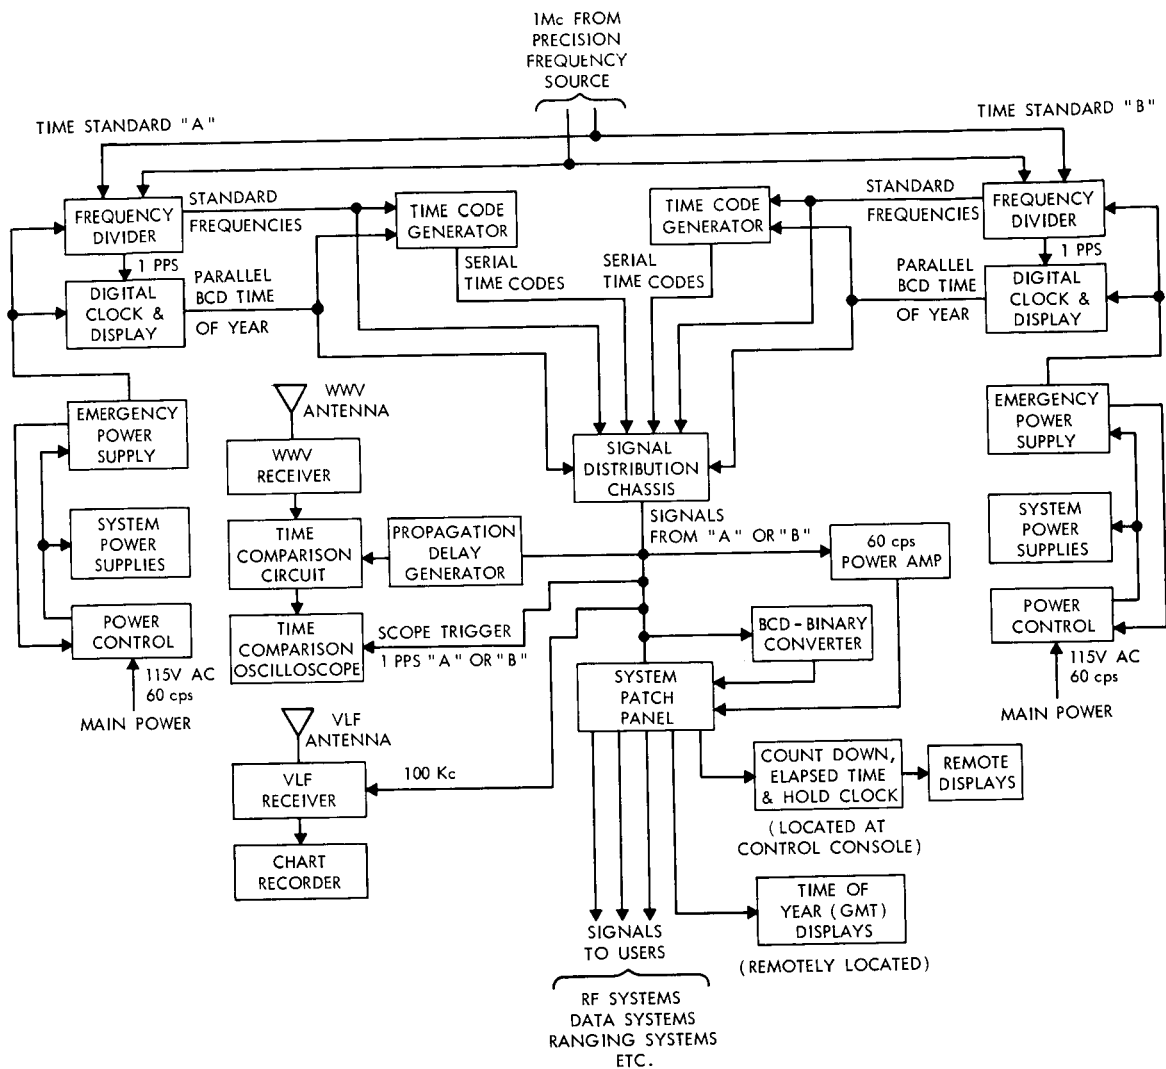 1Mc FROM
PRECISION
FREQUENCY
SOURCE
TIME STANDARD "A"
TIME STANDARD "B"
FREQUENCY
DIVIDER
STANDARD
FREQUENCIES
TIME CODE
GENERATOR
TIME CODE
GENERATOR
STANDARD
FREQUENCIES
FREQUENCY
DIVIDER
1 PPS
1 PPS
SERIAL
TIME CODES
SERIAL
TIME CODES
DIGITAL
CLOCK &
DISPLAY
PARALLEL
BCD TIME
OF YEAR
PARALLEL
BCD TIME
OF YEAR
DIGITAL
CLOCK &
DISPLAY
EMERGENCY
POWER
SUPPLY
WWV
ANTENNA
WWV
RECEIVER
SIGNAL
DISTRIBUTION
CHASSIS
EMERGENCY
POWER
SUPPLY
SYSTEM
POWER
SUPPLIES
TIME
COMPARISON
CIRCUIT
PROPAGATION
DELAY
GENERATOR
SIGNALS
FROM "A" OR "B"
60 cps
POWER AMP
SYSTEM
POWER
SUPPLIES
POWER
CONTROL
TIME
COMPARISON
OSCILLOSCOPE
SCOPE TRIGGER
1 PPS "A" OR "B"
BCD-BINARY
CONVERTER
POWER
CONTROL
115V AC
60 cps
MAIN POWER
SYSTEM
PATCH
PANEL
115V AC
60 cps
MAIN POWER
VLF
ANTENNA
VLF
RECEIVER
100 Kc
COUNT DOWN,
ELAPSED TIME
& HOLD CLOCK
REMOTE
DISPLAYS
(LOCATED AT
CONTROL CONSOLE)
CHART
RECORDER
TIME OF
YEAR (GMT)
DISPLAYS
(REMOTELY LOCATED)
SIGNALS
TO USERS
RF SYSTEMS
DATA SYSTEMS
RANGING SYSTEMS
ETC.